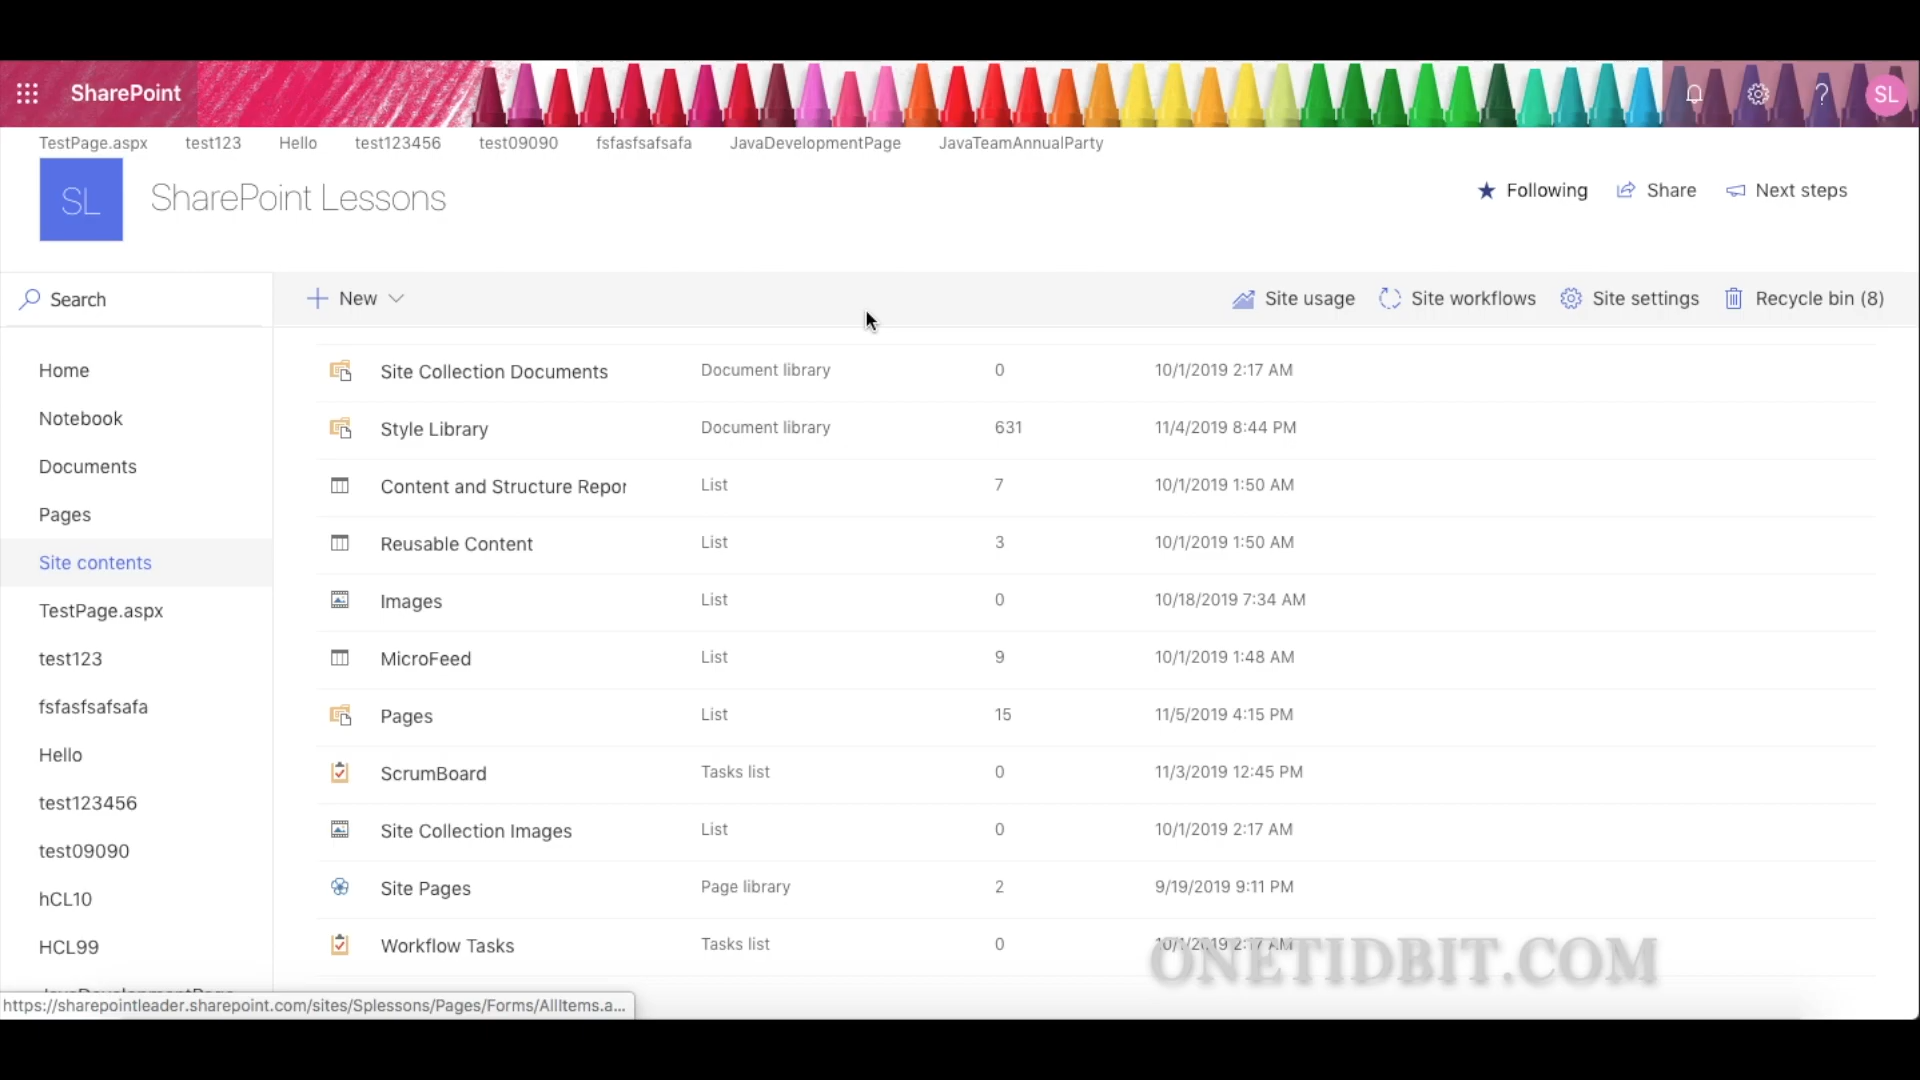 SharePoint
SL
TestPage.aspx test123 Hello test123456 test09090 fsfasfsafsafa JavaDevelopmentPage JavaTeamAnnualParty
SL SharePoint Lessons
Following Share Next steps
Search
New
Site usage Site workflows Site settings Recycle bin (8)
Home
Notebook
Documents
Pages
Site contents
TestPage.aspx
test123
fsfasfsafsafa
Hello
test123456
test09090
hCL10
HCL99
Site Collection Documents Document library 0 10/1/2019 2:17 AM
Style Library Document library 631 11/4/2019 8:44 PM
Content and Structure Repor List 7 10/1/2019 1:50 AM
Reusable Content List 3 10/1/2019 1:50 AM
Images List 0 10/18/2019 7:34 AM
MicroFeed List 9 10/1/2019 1:48 AM
Pages List 15 11/5/2019 4:15 PM
ScrumBoard Tasks list 0 11/3/2019 12:45 PM
Site Collection Images List 0 10/1/2019 2:17 AM
Site Pages Page library 2 9/19/2019 9:11 PM
Workflow Tasks Tasks list 0 10/1/2019 2:17 AM
ONETIDBIT.COM
https://sharepointleader.sharepoint.com/sites/Splessons/Pages/Forms/AllItems.a...